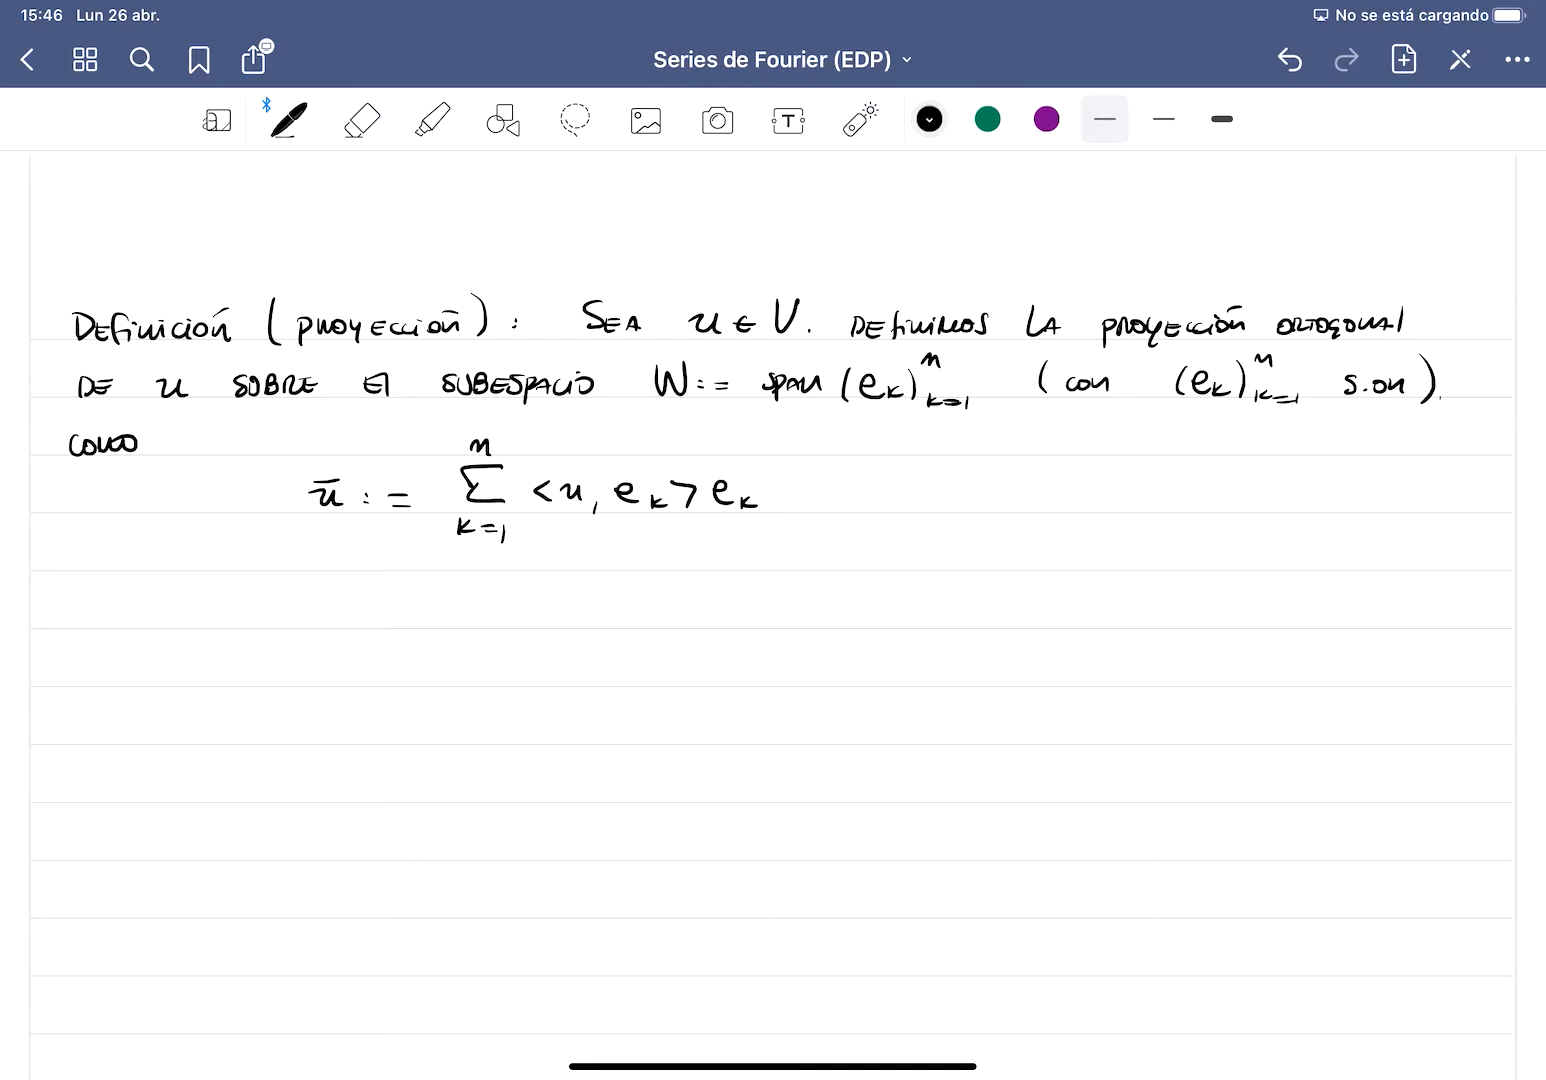 15:46 Lun 26 abr. No se está cargando
Series de Fourier (EDP)
Definición (proyección): Sea u ∈ V. Definimos la proyección ortogonal
de u sobre el subespacio W := span (e_k)_{k=1}^n (con (e_k)_{k=1}^n s.on).
como
ū := ∑_{k=1}^n <u, e_k> e_k